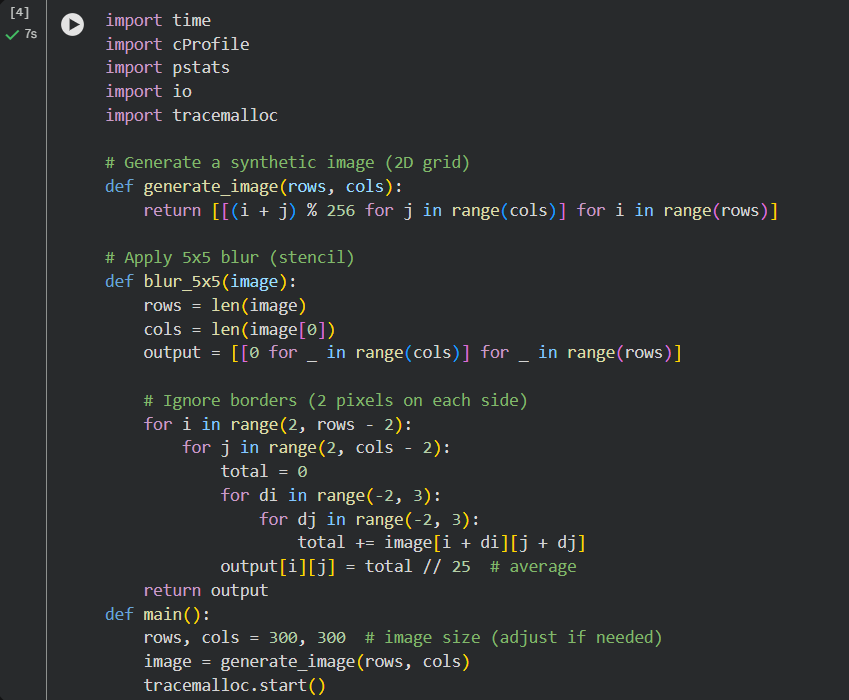 [4]
7s
import time
import cProfile
import pstats
import io
import tracemalloc

# Generate a synthetic image (2D grid)
def generate_image(rows, cols):
    return [[(i + j) % 256 for j in range(cols)] for i in range(rows)]

# Apply 5x5 blur (stencil)
def blur_5x5(image):
    rows = len(image)
    cols = len(image[0])
    output = [[0 for _ in range(cols)] for _ in range(rows)]

    # Ignore borders (2 pixels on each side)
    for i in range(2, rows - 2):
        for j in range(2, cols - 2):
            total = 0
            for di in range(-2, 3):
                for dj in range(-2, 3):
                    total += image[i + di][j + dj]
            output[i][j] = total // 25  # average
    return output
def main():
    rows, cols = 300, 300  # image size (adjust if needed)
    image = generate_image(rows, cols)
    tracemalloc.start()